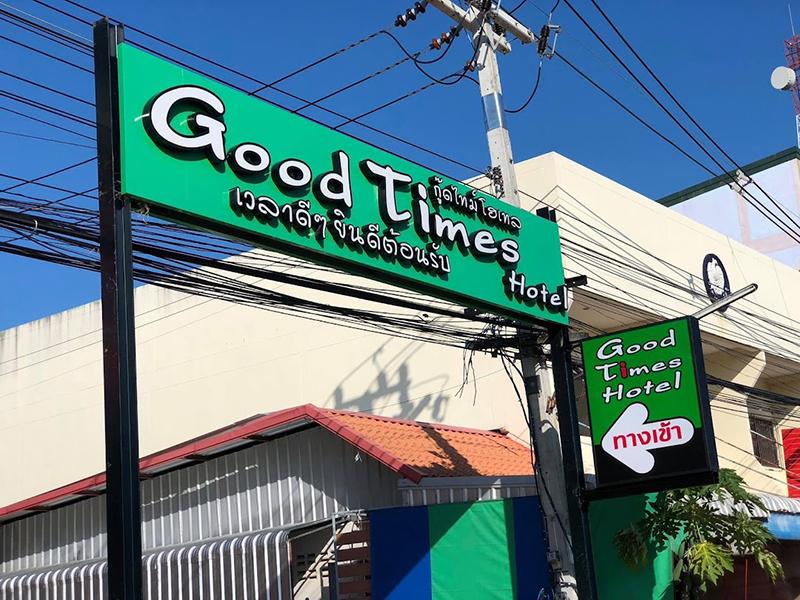 Good Times
กู๊ดไทม์โฮเทล
เวลาดีๆ ยินดีต้อนรับ
Hotel
Good
Times
Hotel
ทางเข้า